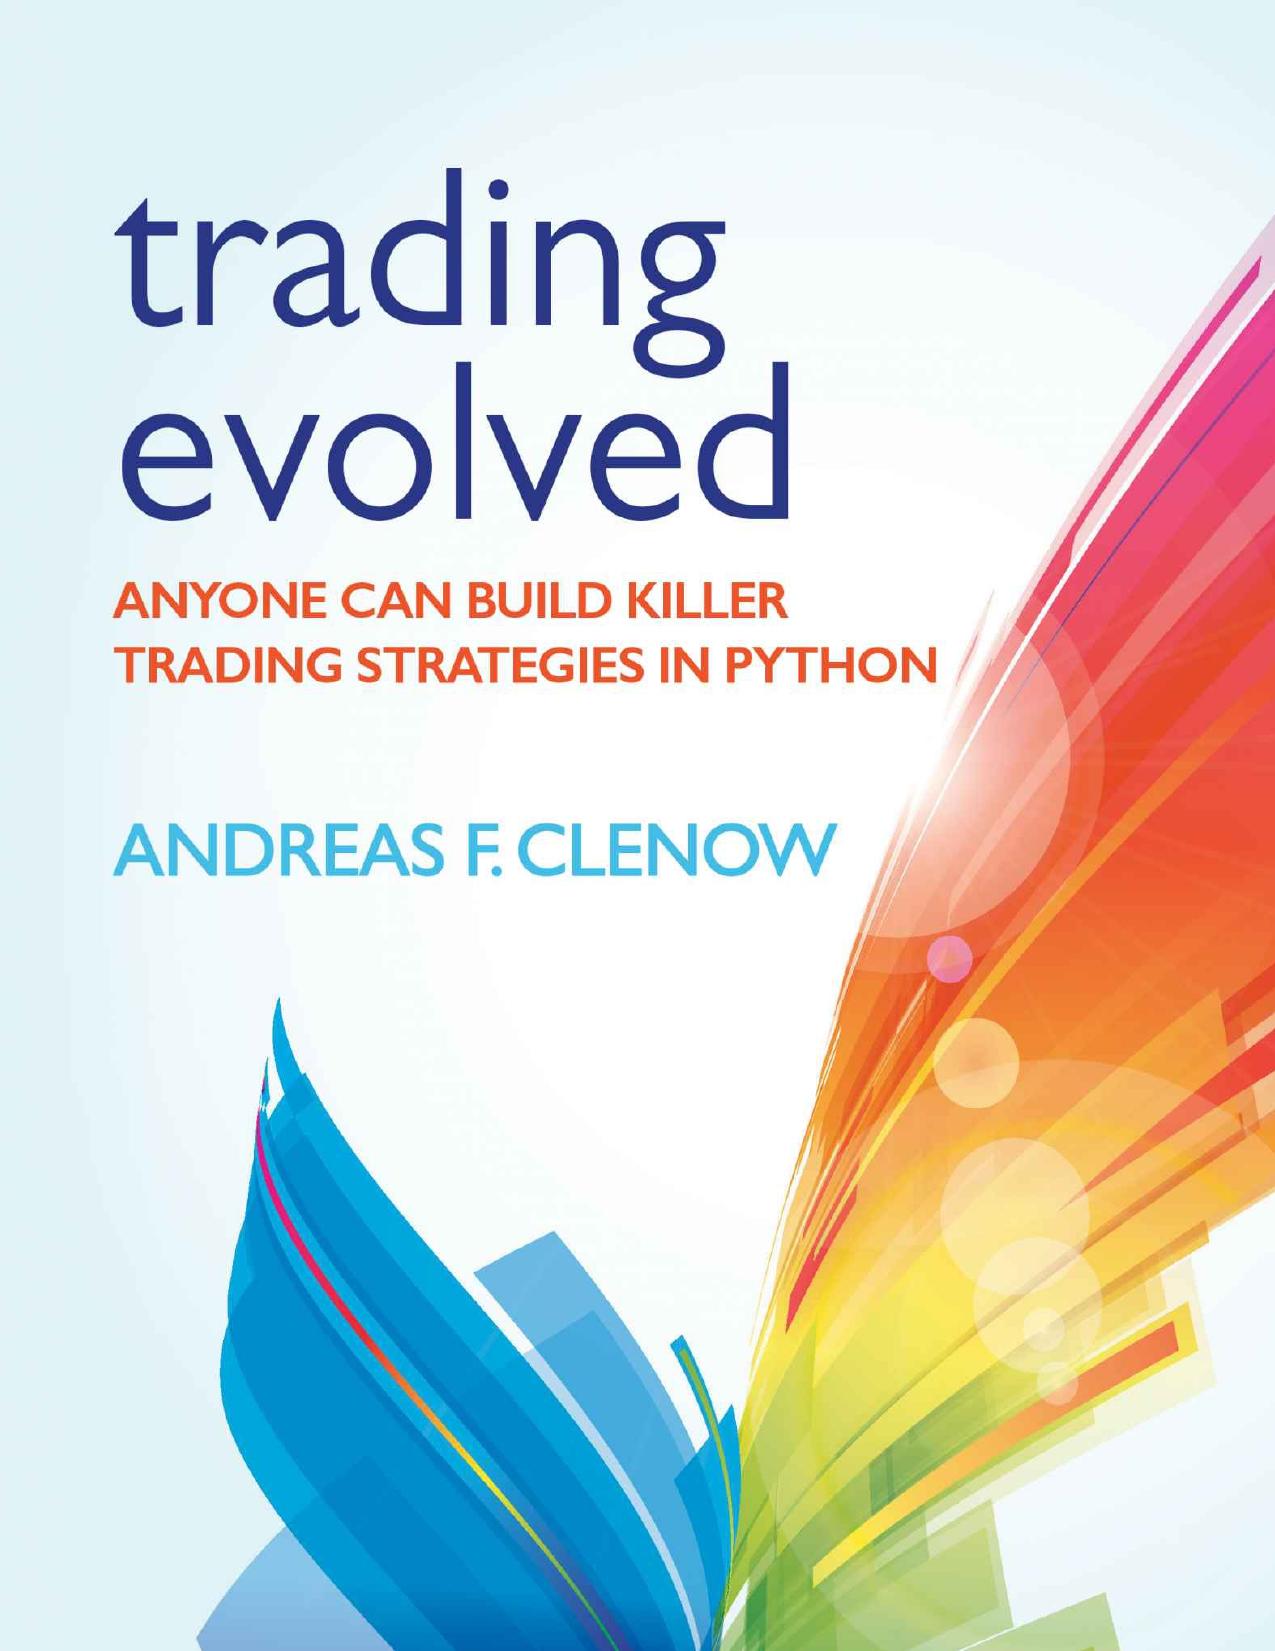 trading
evolved
ANYONE CAN BUILD KILLER
TRADING STRATEGIES IN PYTHON
ANDREAS F. CLENOW